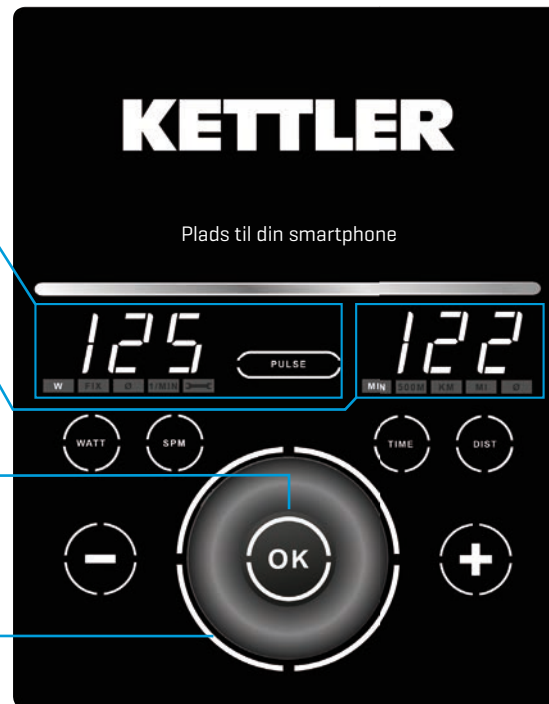 KETTLER
Plads til din smartphone
125 PULSE 122
W FIX Ø 1/MIN MIN 500M KM MI Ø
WATT SPM TIME DIST
- OK +